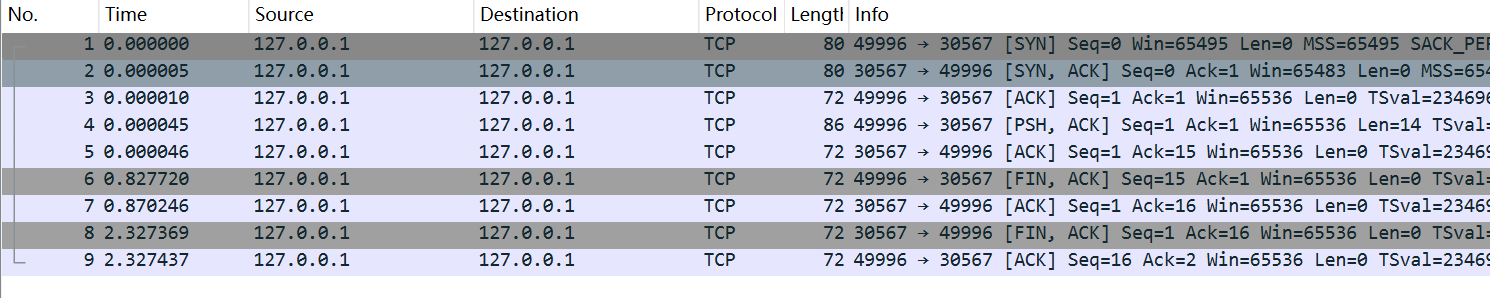 No. Time Source Destination Protocol Length Info
1 0.000000 127.0.0.1 127.0.0.1 TCP 80 49996 → 30567 [SYN] Seq=0 Win=65495 Len=0 MSS=65495 SACK_PE
2 0.000005 127.0.0.1 127.0.0.1 TCP 80 30567 → 49996 [SYN, ACK] Seq=0 Ack=1 Win=65483 Len=0 MSS=654
3 0.000010 127.0.0.1 127.0.0.1 TCP 72 49996 → 30567 [ACK] Seq=1 Ack=1 Win=65536 Len=0 TSval=234696
4 0.000045 127.0.0.1 127.0.0.1 TCP 86 49996 → 30567 [PSH, ACK] Seq=1 Ack=1 Win=65536 Len=14 TSval=
5 0.000046 127.0.0.1 127.0.0.1 TCP 72 30567 → 49996 [ACK] Seq=1 Ack=15 Win=65536 Len=0 TSval=23469
6 0.827720 127.0.0.1 127.0.0.1 TCP 72 49996 → 30567 [FIN, ACK] Seq=15 Ack=1 Win=65536 Len=0 TSval=
7 0.870246 127.0.0.1 127.0.0.1 TCP 72 30567 → 49996 [ACK] Seq=1 Ack=16 Win=65536 Len=0 TSval=23469
8 2.327369 127.0.0.1 127.0.0.1 TCP 72 30567 → 49996 [FIN, ACK] Seq=1 Ack=16 Win=65536 Len=0 TSval=
9 2.327437 127.0.0.1 127.0.0.1 TCP 72 49996 → 30567 [ACK] Seq=16 Ack=2 Win=65536 Len=0 TSval=23469